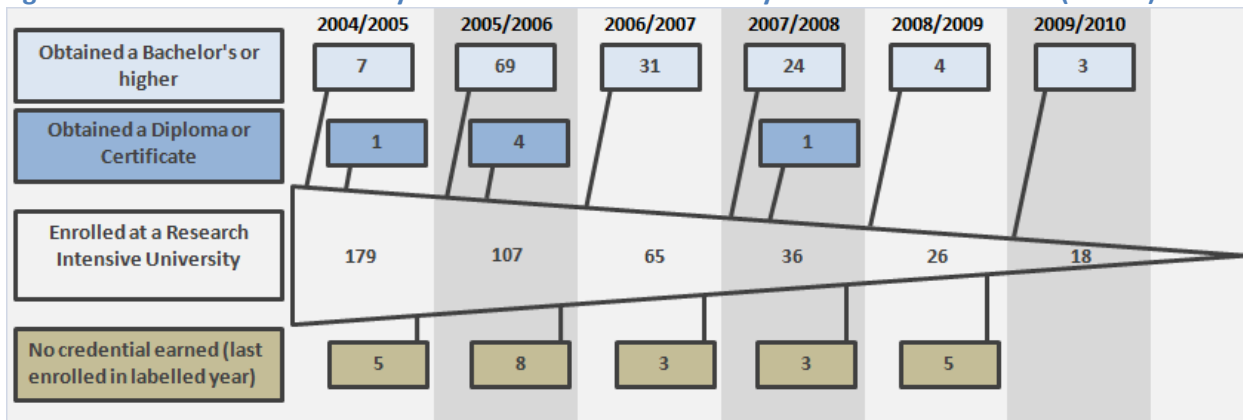 2004/2005 2005/2006 2006/2007 2007/2008 2008/2009 2009/2010
Obtained a Bachelor's or
higher
7 69 31 24 4 3
Obtained a Diploma or
Certificate
1 4 1
Enrolled at a Research
Intensive University
179 107 65 36 26 18
No credential earned (last
enrolled in labelled year)
5 8 3 3 5